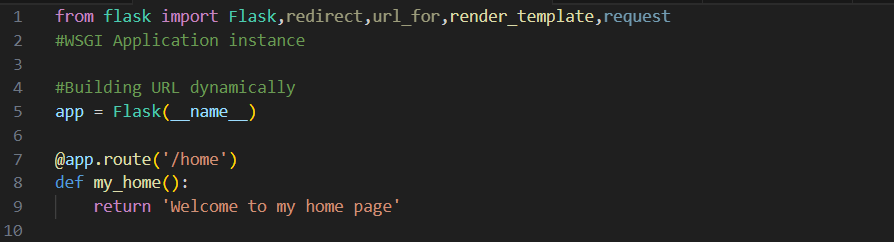 1 from flask import Flask,redirect,url_for,render_template,request
2 #WSGI Application instance
3
4 #Building URL dynamically
5 app = Flask(__name__)
6
7 @app.route('/home')
8 def my_home():
9     return 'Welcome to my home page'
10